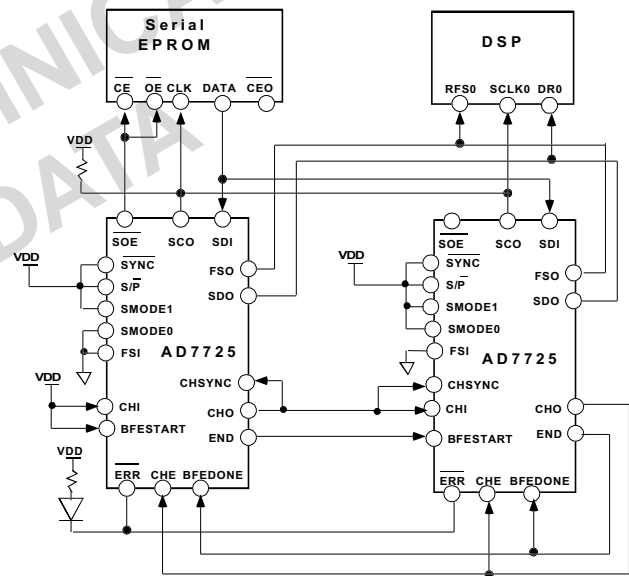 TECHNICAL
DATA
Serial
EPROM
CE OE CLK DATA CEO
DSP
RFS0 SCLK0 DR0
VDD
SOE SCO SDI
SYNC
S/P
SMODE1
SMODE0
FSI
VDD
FSO
SDO
AD7725
CHSYNC
CHO
END
VDD
CHI
BFESTART
VDD
ERR CHE BFEDONE
SOE SCO SDI
SYNC
S/P
SMODE1
SMODE0
FSI
VDD
FSO
SDO
AD7725
CHSYNC
CHI
BFESTART
CHO
END
ERR CHE BFEDONE